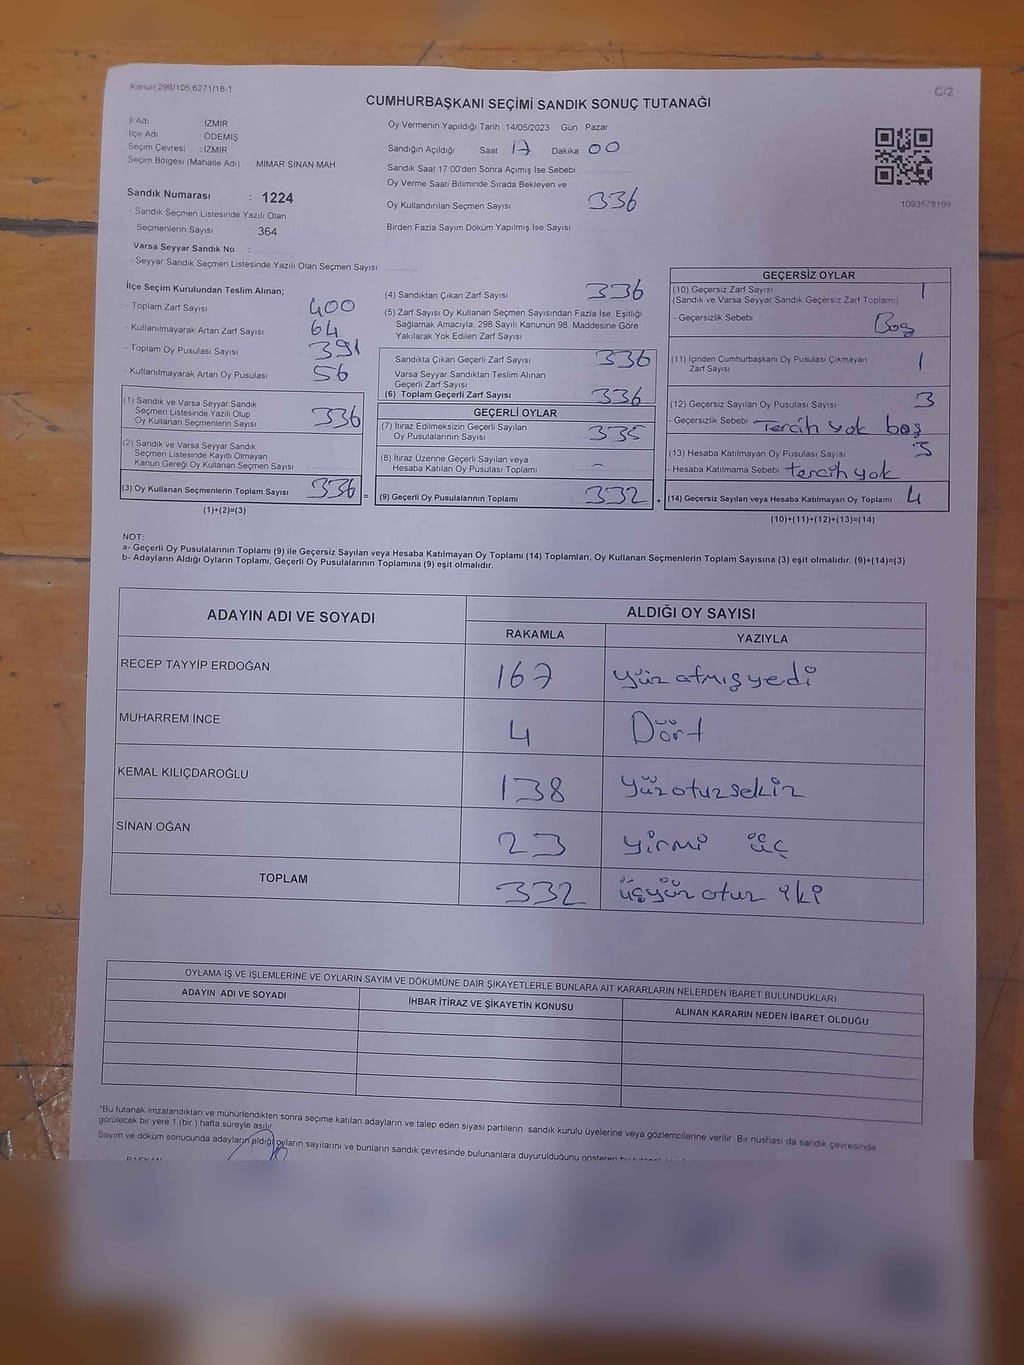 Kanun 298/105.6271/18-1
C/2
CUMHURBAŞKANI SEÇİMİ SANDIK SONUÇ TUTANAĞI
İl Adı İZMİR
İlçe Adı ÖDEMİŞ
Seçim Çevresi : İZMİR
Seçim Bölgesi (Mahalle Adı) MİMAR SİNAN MAH
Sandık Numarası : 1224
- Sandık Seçmen Listesinde Yazılı Olan
Seçmenlerin Sayısı : 364
Varsa Seyyar Sandık No :
- Seyyar Sandık Seçmen Listesinde Yazılı Olan Seçmen Sayısı:
Oy Vermenin Yapıldığı Tarih 14/05/2023 Gün Pazar
Sandığın Açıldığı Saat 17 Dakika 00
Sandık Saat 17:00'den Sonra Açımış İse Sebebi
Oy Verme Saati Bitiminde Sırada Bekleyen ve
Oy Kullandırılan Seçmen Sayısı 336
Birden Fazla Sayım Döküm Yapılmış İse Sayısı
1093578199
İlçe Seçim Kurulundan Teslim Alınan;
- Toplam Zarf Sayısı 400
- Kullanılmayarak Artan Zarf Sayısı 64
- Toplam Oy Pusulası Sayısı 391
- Kullanılmayarak Artan Oy Pusulası 56
(1) Sandık ve Varsa Seyyar Sandık
Seçmen Listesinde Yazılı Olup
Oy Kullanan Seçmenlerin Sayısı 336
(2) Sandık ve Varsa Seyyar Sandık
Seçmen Listesinde Kayıtlı Olmayan
Kanun Gereği Oy Kullanan Seçmen Sayısı
(3) Oy Kullanan Seçmenlerin Toplam Sayısı 336 =
(1)+(2)=(3)
(4) Sandıktan Çıkan Zarf Sayısı 336
(5) Zarf Sayısı Oy Kullanan Seçmen Sayısından Fazla İse, Eşitliği
Sağlamak Amacıyla, 298 Sayılı Kanunun 98. Maddesine Göre
Yakılarak Yok Edilen Zarf Sayısı
Sandıkta Çıkan Geçerli Zarf Sayısı 336
Varsa Seyyar Sandıktan Teslim Alınan
Geçerli Zarf Sayısı
(6) Toplam Geçerli Zarf Sayısı 336
GEÇERLİ OYLAR
(7) İtiraz Edilmeksizin Geçerli Sayılan
Oy Pusulalarının Sayısı 335
(8) İtiraz Üzerine Geçerli Sayılan veya
Hesaba Katılan Oy Pusulası Toplamı -
(9) Geçerli Oy Pusulalarının Toplamı 332 +
GEÇERSİZ OYLAR
(10) Geçersiz Zarf Sayısı 1
(Sandık ve Varsa Seyyar Sandık Geçersiz Zarf Toplamı)
- Geçersizlik Sebebi Boş
(11) İçinden Cumhurbaşkanı Oy Pusulası Çıkmayan
Zarf Sayısı 1
(12) Geçersiz Sayılan Oy Pusulası Sayısı 3
- Geçersizlik Sebebi Tercih yok boş
(13) Hesaba Katılmayan Oy Pusulası Sayısı
- Hesaba Katılmama Sebebi tercih yok
(14) Geçersiz Sayılan veya Hesaba Katılmayan Oy Toplamı 4
(10)+(11)+(12)+(13)=(14)
NOT:
a- Geçerli Oy Pusulalarının Toplamı (9) ile Geçersiz Sayılan veya Hesaba Katılmayan Oy Toplamı (14) Toplamları, Oy Kullanan Seçmenlerin Toplam Sayısına (3) eşit olmalıdır. (9)+(14)=(3)
b- Adayların Aldığı Oyların Toplamı, Geçerli Oy Pusulalarının Toplamına (9) eşit olmalıdır.
ADAYIN ADI VE SOYADI
ALDIĞI OY SAYISI
RAKAMLA YAZIYLA
RECEP TAYYİP ERDOĞAN 167 yüz atmış yedi
MUHARREM İNCE 4 Dört
KEMAL KILIÇDAROĞLU 138 yüz otuz sekiz
SİNAN OĞAN 23 yirmi üç
TOPLAM 332 üçyüz otuz iki
OYLAMA İŞ VE İŞLEMLERİNE VE OYLARIN SAYIM VE DÖKÜMÜNE DAİR ŞİKAYETLERLE BUNLARA AİT KARARLARIN NELERDEN İBARET BULUNDUKLARI
ADAYIN ADI VE SOYADI İHBAR İTİRAZ VE ŞİKAYETİN KONUSU ALINAN KARARIN NEDEN İBARET OLDUĞU
*Bu tutanak imzalandıktan ve mühürlendikten sonra seçime katılan adayların ve talep eden siyasi partilerin sandık kurulu üyelerine veya gözlemcilerine verilir. Bir nüshası da sandık çevresinde
görülecek bir yere 1 (bir) hafta süreyle asılır.
Sayım ve döküm sonucunda adayların aldığı oyların sayılarını ve bunların sandık çevresinde bulunanlara duyurulduğunu gösteren bu
BAŞKAN